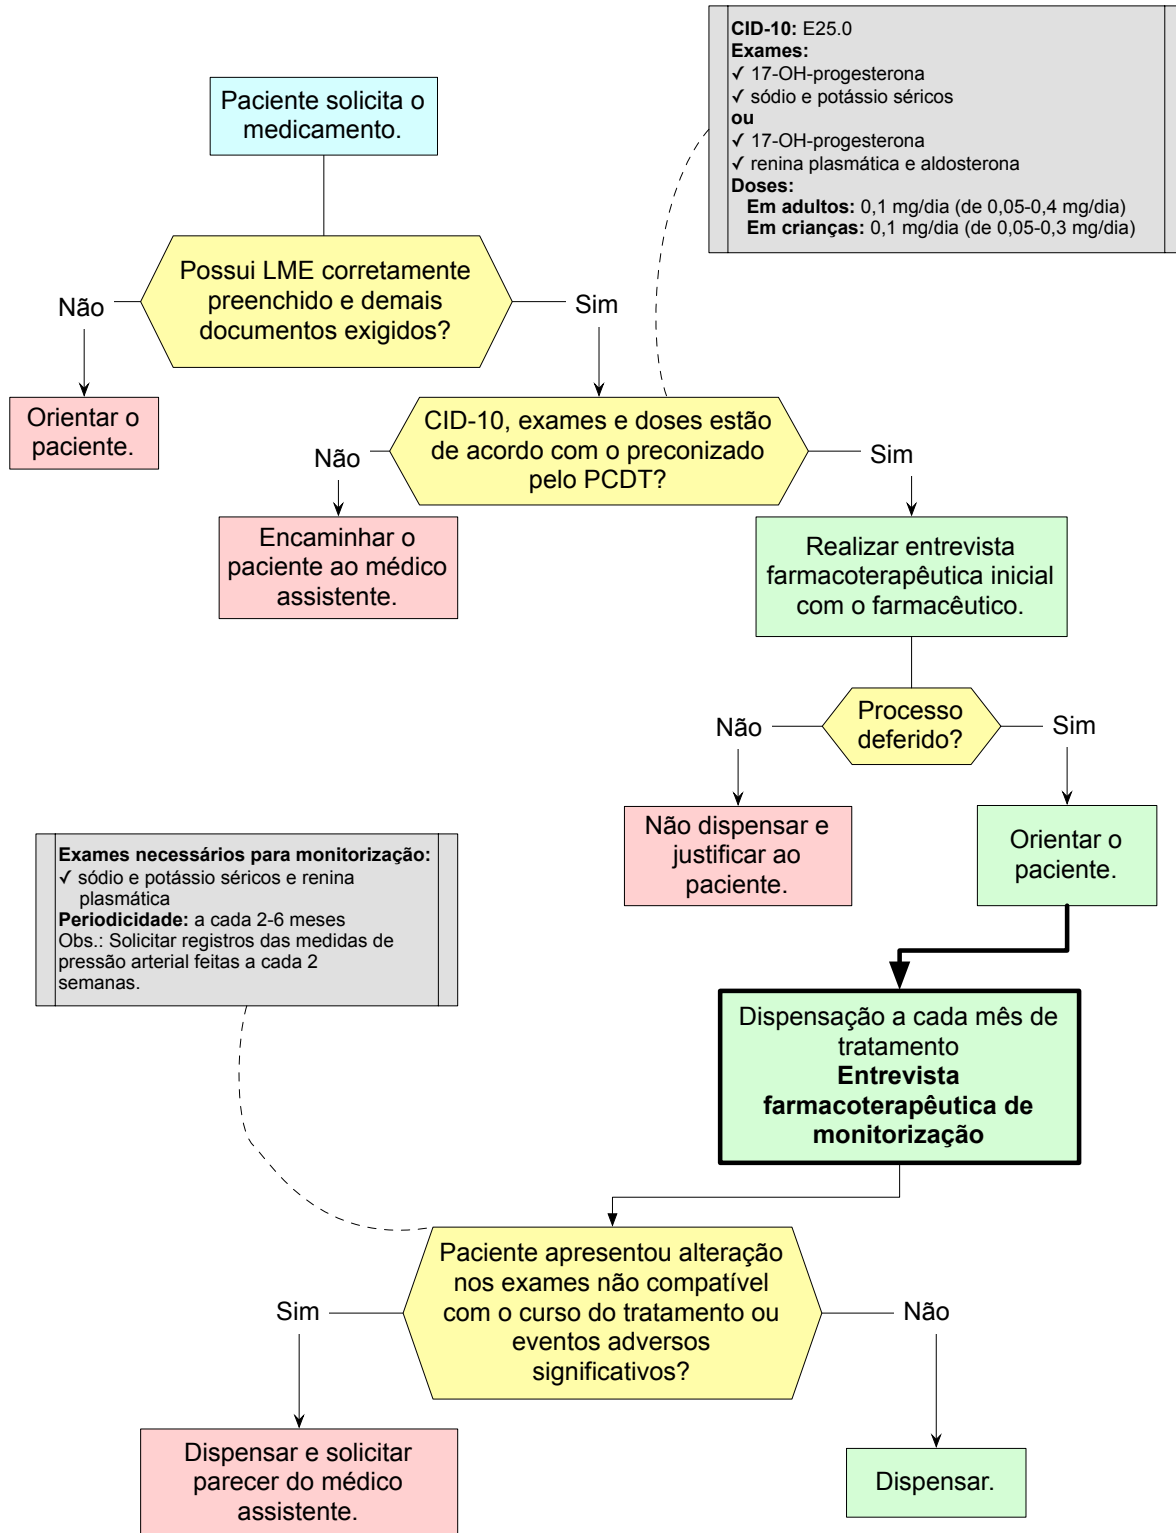 CID-10: E25.0
Exames:
✓ 17-OH-progesterona
✓ sódio e potássio séricos
ou
✓ 17-OH-progesterona
✓ renina plasmática e aldosterona
Doses:
Em adultos: 0,1 mg/dia (de 0,05-0,4 mg/dia)
Em crianças: 0,1 mg/dia (de 0,05-0,3 mg/dia)
Paciente solicita o
medicamento.
Possui LME corretamente
preenchido e demais
documentos exigidos?
Não
Sim
Orientar o
paciente.
CID-10, exames e doses estão
de acordo com o preconizado
pelo PCDT?
Não
Sim
Encaminhar o
paciente ao médico
assistente.
Realizar entrevista
farmacoterapêutica inicial
com o farmacêutico.
Processo
deferido?
Não
Sim
Não dispensar e
justificar ao
paciente.
Orientar o
paciente.
Exames necessários para monitorização:
✓ sódio e potássio séricos e renina
plasmática
Periodicidade: a cada 2-6 meses
Obs.: Solicitar registros das medidas de
pressão arterial feitas a cada 2
semanas.
Dispensação a cada mês de
tratamento
Entrevista
farmacoterapêutica de
monitorização
Paciente apresentou alteração
nos exames não compatível
com o curso do tratamento ou
eventos adversos
significativos?
Sim
Não
Dispensar e solicitar
parecer do médico
assistente.
Dispensar.